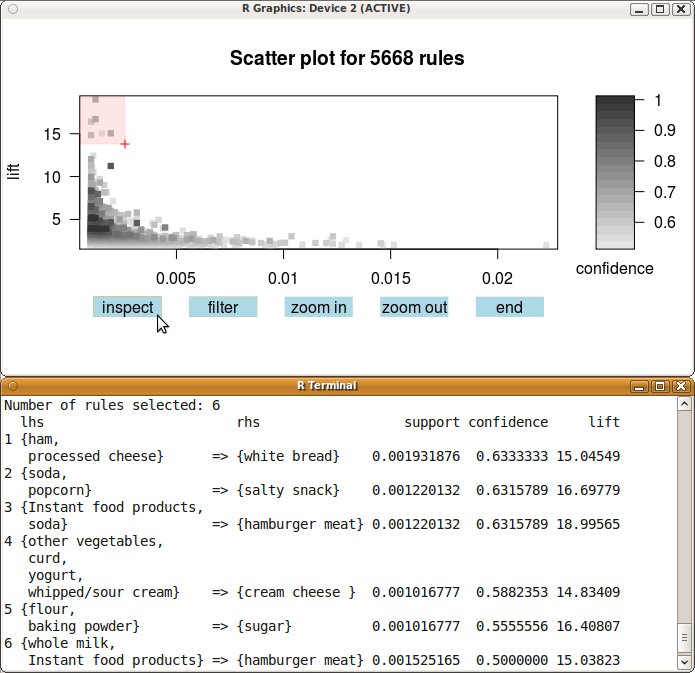 R Graphics: Device 2 (ACTIVE)
Scatter plot for 5668 rules
lift
15
10
5
0.005 0.01 0.015 0.02
1
0.9
0.8
0.7
0.6
confidence
inspect filter zoom in zoom out end
R Terminal
Number of rules selected: 6
lhs rhs support confidence lift
1 {ham,
processed cheese} => {white bread} 0.001931876 0.6333333 15.04549
2 {soda,
popcorn} => {salty snack} 0.001220132 0.6315789 16.69779
3 {Instant food products,
soda} => {hamburger meat} 0.001220132 0.6315789 18.99565
4 {other vegetables,
curd,
yogurt,
whipped/sour cream} => {cream cheese } 0.001016777 0.5882353 14.83409
5 {flour,
baking powder} => {sugar} 0.001016777 0.5555556 16.40807
6 {whole milk,
Instant food products} => {hamburger meat} 0.001525165 0.5000000 15.03823